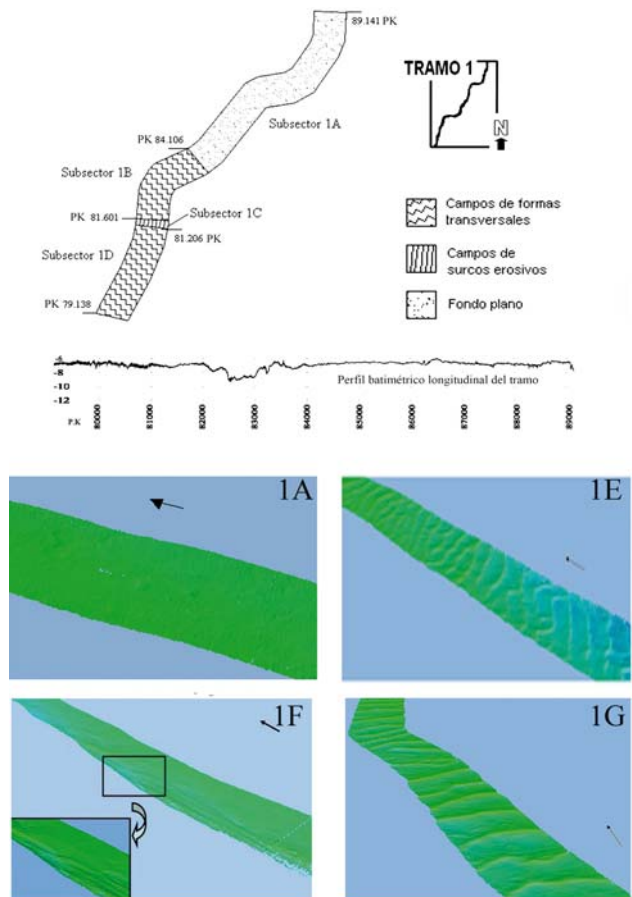 89.141 PK
TRAMO 1
N
Subsector 1A
PK 84.106
Subsector 1B
PK 81.601
Subsector 1C
81.206 PK
Subsector 1D
PK 79.138
Campos de formas
transversales
Campos de
surcos erosivos
Fondo plano
-8
-10
-12
Perfil batimétrico longitudinal del tramo
P.K
80000
81000
82000
83000
84000
85000
86000
87000
88000
89000
1A
1E
1F
1G